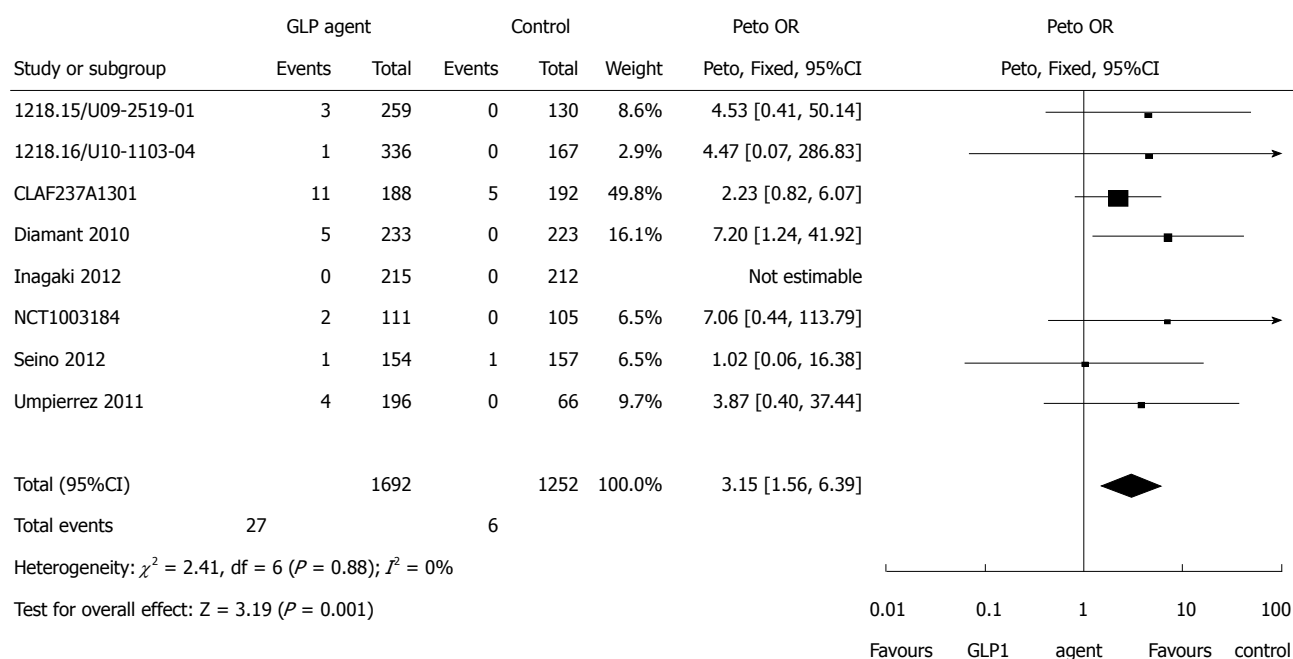 GLP agent Control Peto OR Peto OR
Study or subgroup Events Total Events Total Weight Peto, Fixed, 95%CI Peto, Fixed, 95%CI
1218.15/U09-2519-01 3 259 0 130 8.6% 4.53 [0.41, 50.14]
1218.16/U10-1103-04 1 336 0 167 2.9% 4.47 [0.07, 286.83]
CLAF237A1301 11 188 5 192 49.8% 2.23 [0.82, 6.07]
Diamant 2010 5 233 0 223 16.1% 7.20 [1.24, 41.92]
Inagaki 2012 0 215 0 212 Not estimable
NCT1003184 2 111 0 105 6.5% 7.06 [0.44, 113.79]
Seino 2012 1 154 1 157 6.5% 1.02 [0.06, 16.38]
Umpierrez 2011 4 196 0 66 9.7% 3.87 [0.40, 37.44]
Total (95%CI) 1692 1252 100.0% 3.15 [1.56, 6.39]
Total events 27 6
Heterogeneity: χ² = 2.41, df = 6 (P = 0.88); I² = 0%
Test for overall effect: Z = 3.19 (P = 0.001)
0.01 0.1 1 10 100
Favours GLP1 agent Favours control